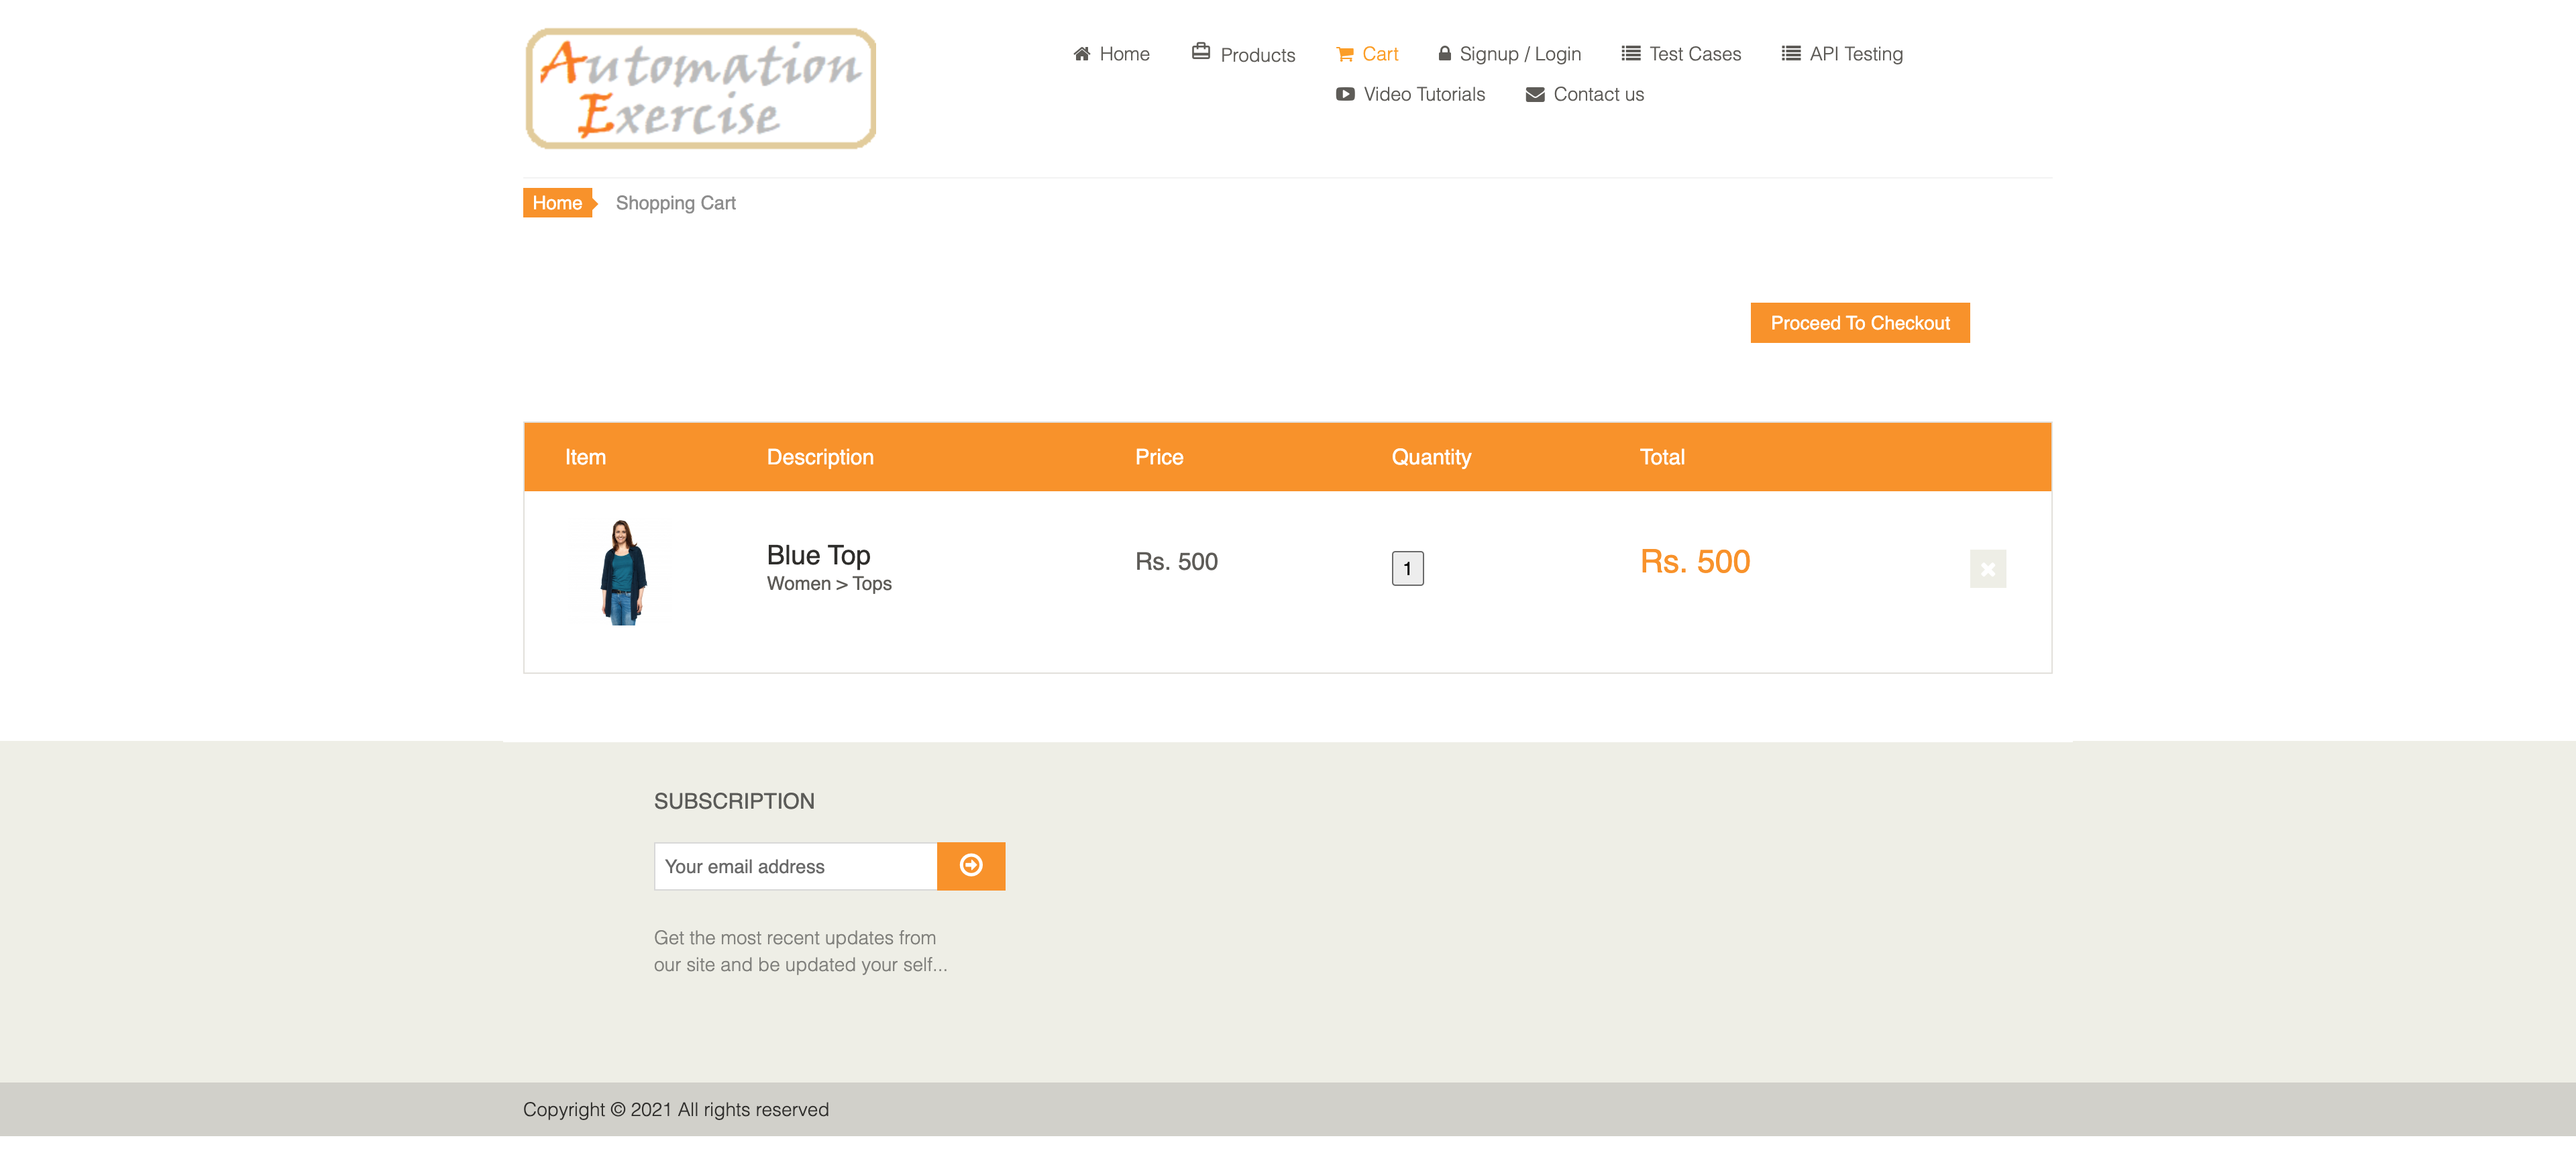 Automation
Exercise
Home Products Cart Signup / Login Test Cases API Testing
Video Tutorials Contact us
Home Shopping Cart
Proceed To Checkout
Item Description Price Quantity Total
Blue Top
Women > Tops
Rs. 500
1
Rs. 500
SUBSCRIPTION
Your email address
Get the most recent updates from
our site and be updated your self...
Copyright © 2021 All rights reserved